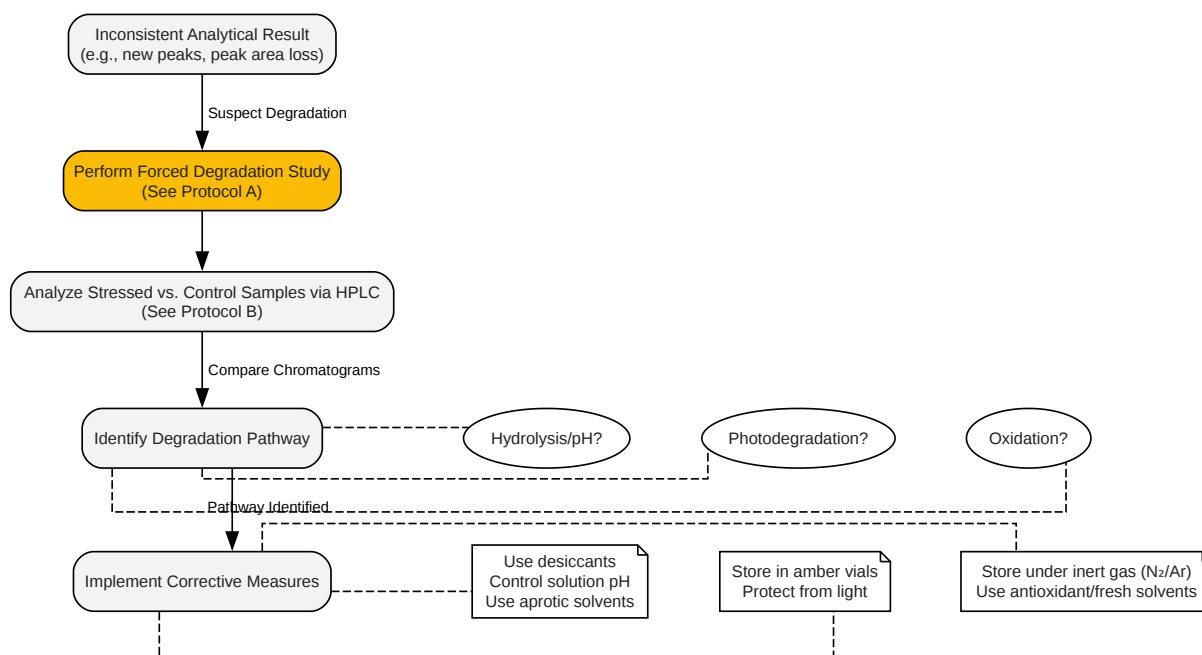 Inconsistent Analytical Result
(e.g., new peaks, peak area loss)
Suspect Degradation
Perform Forced Degradation Study
(See Protocol A)
Analyze Stressed vs. Control Samples via HPLC
(See Protocol B)
Compare Chromatograms
Identify Degradation Pathway
Hydrolysis/pH?
Photodegradation?
Oxidation?
Pathway Identified
Implement Corrective Measures
Use desiccants
Control solution pH
Use aprotic solvents
Store in amber vials
Protect from light
Store under inert gas (N₂/Ar)
Use antioxidant/fresh solvents